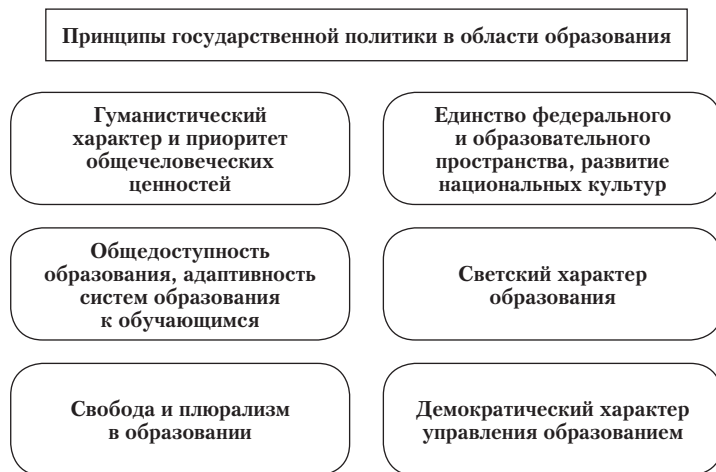 Принципы государственной политики в области образования
Гуманистический
характер и приоритет
общечеловеческих
ценностей
Единство федерального
и образовательного
пространства, развитие
национальных культур
Общедоступность
образования, адаптивность
систем образования
к обучающимся
Светский характер
образования
Свобода и плюрализм
в образовании
Демократический характер
управления образованием